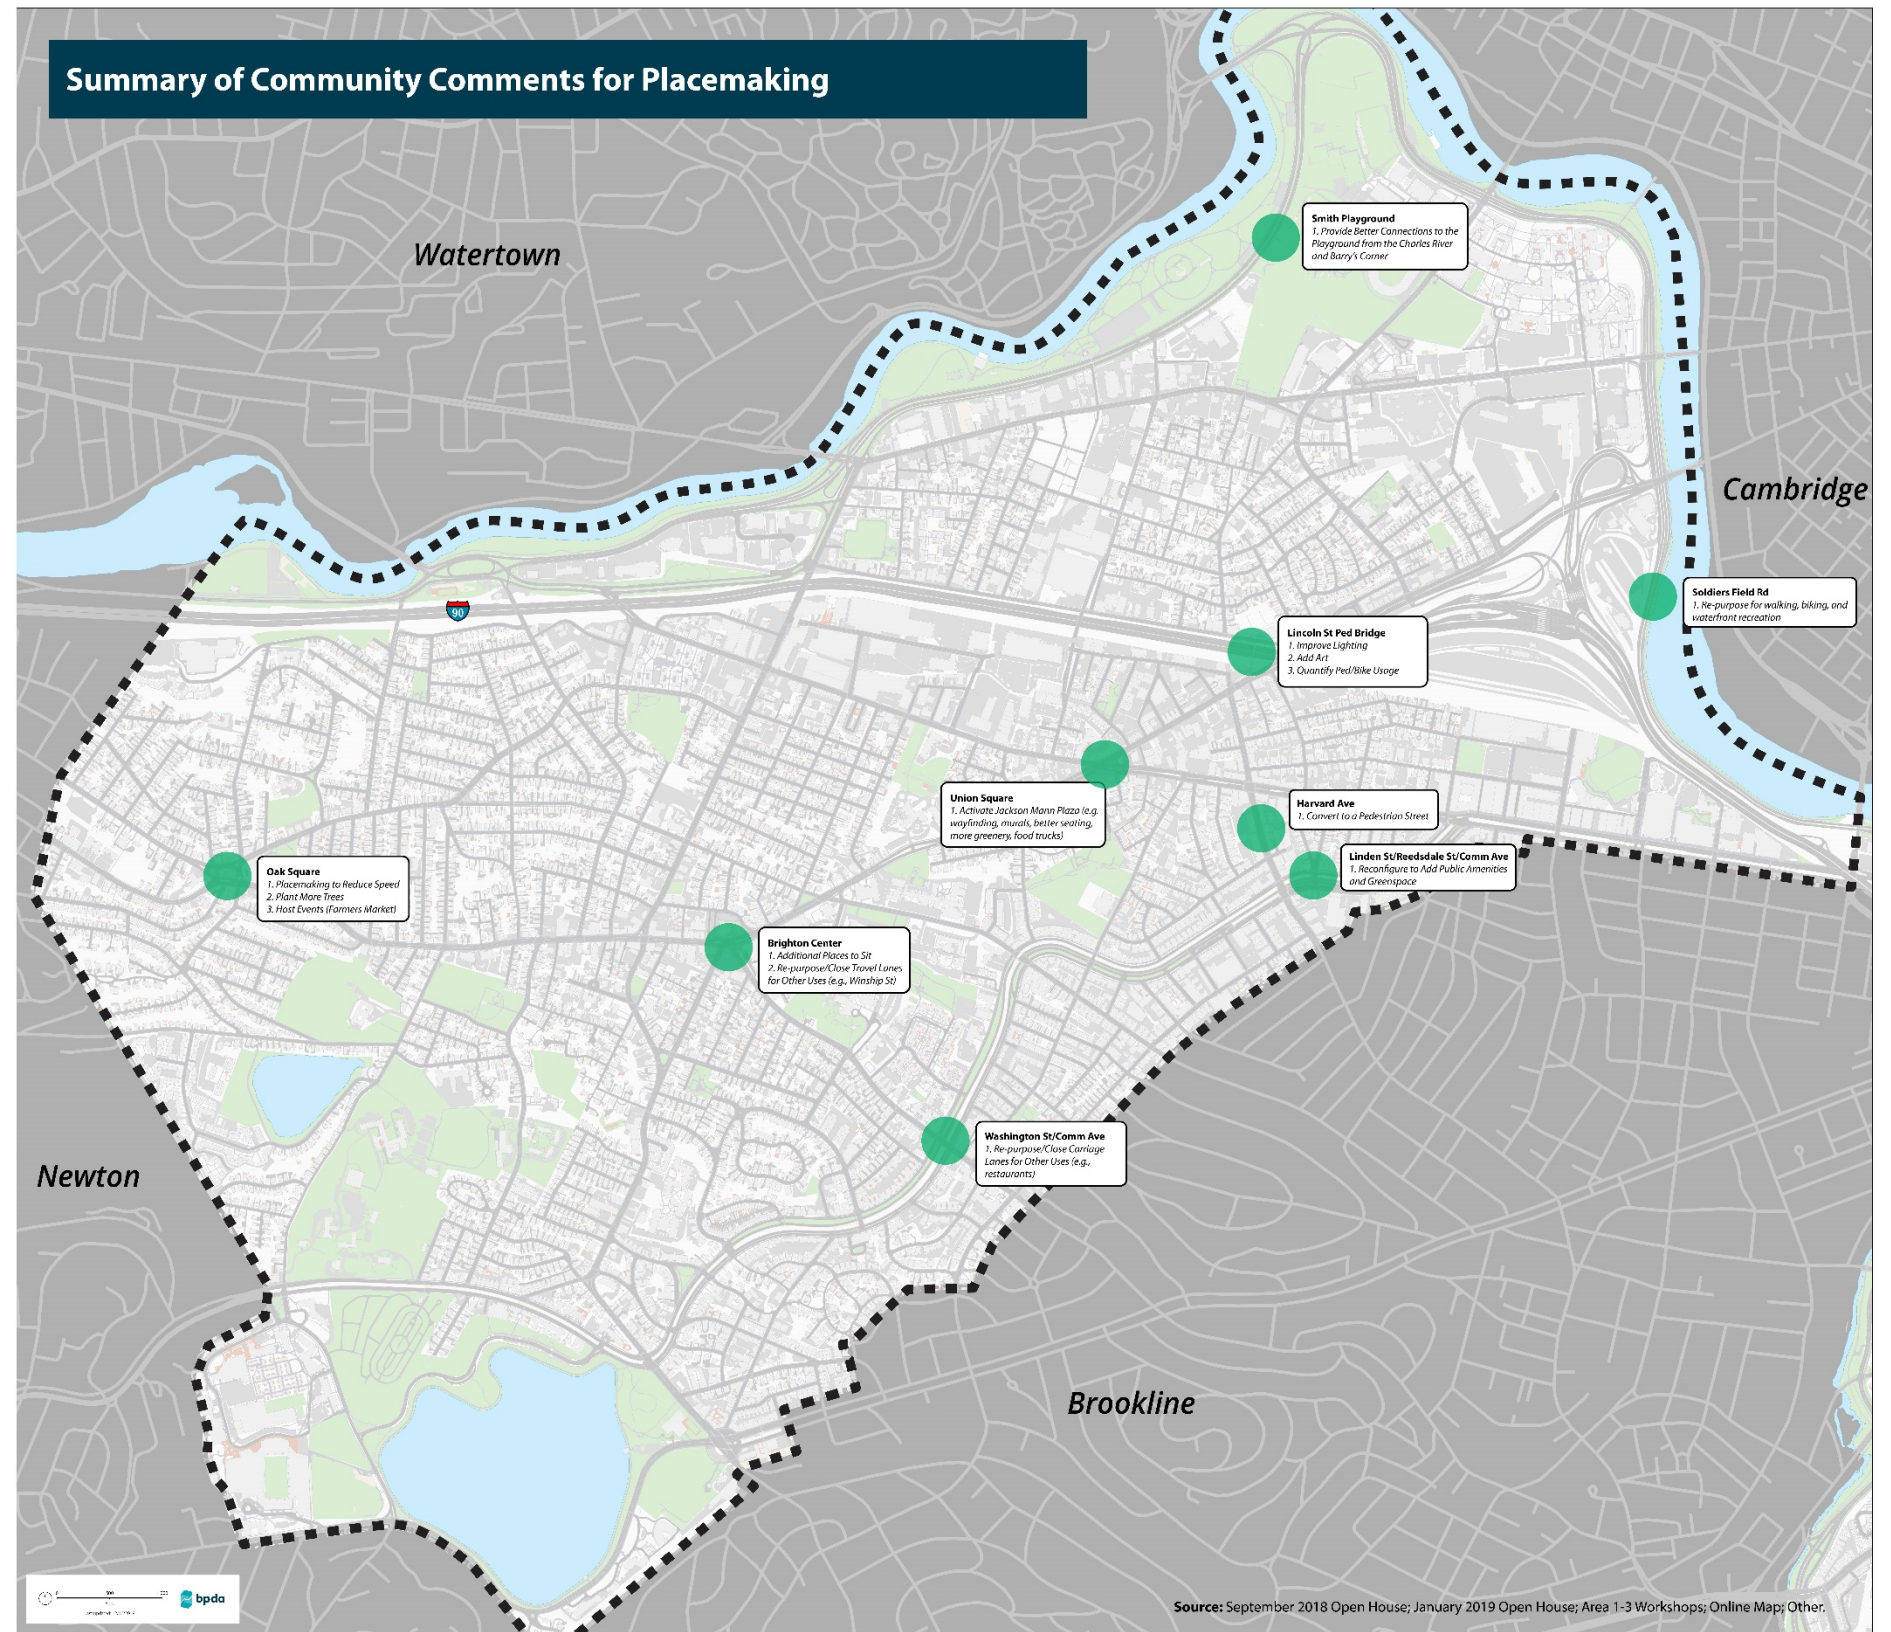 Summary of Community Comments for Placemaking
Watertown
Smith Playground
1. Provide Better Connections to the
Playground from the Charles River
and Barry's Corner
Cambridge
Soldiers Field Rd
1. Re-purpose for walking, biking, and
waterfront recreation
90
Lincoln St Ped Bridge
1. Improve Lighting
2. Add Art
3. Quantify Ped/Bike Usage
Union Square
1. Activate Jackson Mann Plaza (e.g.
wayfinding, murals, better seating,
more greenery, food trucks)
Harvard Ave
1. Convert to a Pedestrian Street
Linden St/Reedsdale St/Comm Ave
1. Reconfigure to Add Public Amenities
and Greenspace
Oak Square
1. Placemaking to Reduce Speed
2. Plant More Trees
3. Host Events (Farmers Market)
Brighton Center
1. Additional Places to Sit
2. Re-purpose/Close Travel Lanes
for Other Uses (e.g., Winship St)
Washington St/Comm Ave
1. Re-purpose/Close Carriage
Lanes for Other Uses (e.g.,
restaurants)
Newton
Brookline
0
bpda
Source: September 2018 Open House; January 2019 Open House; Area 1-3 Workshops; Online Map; Other.